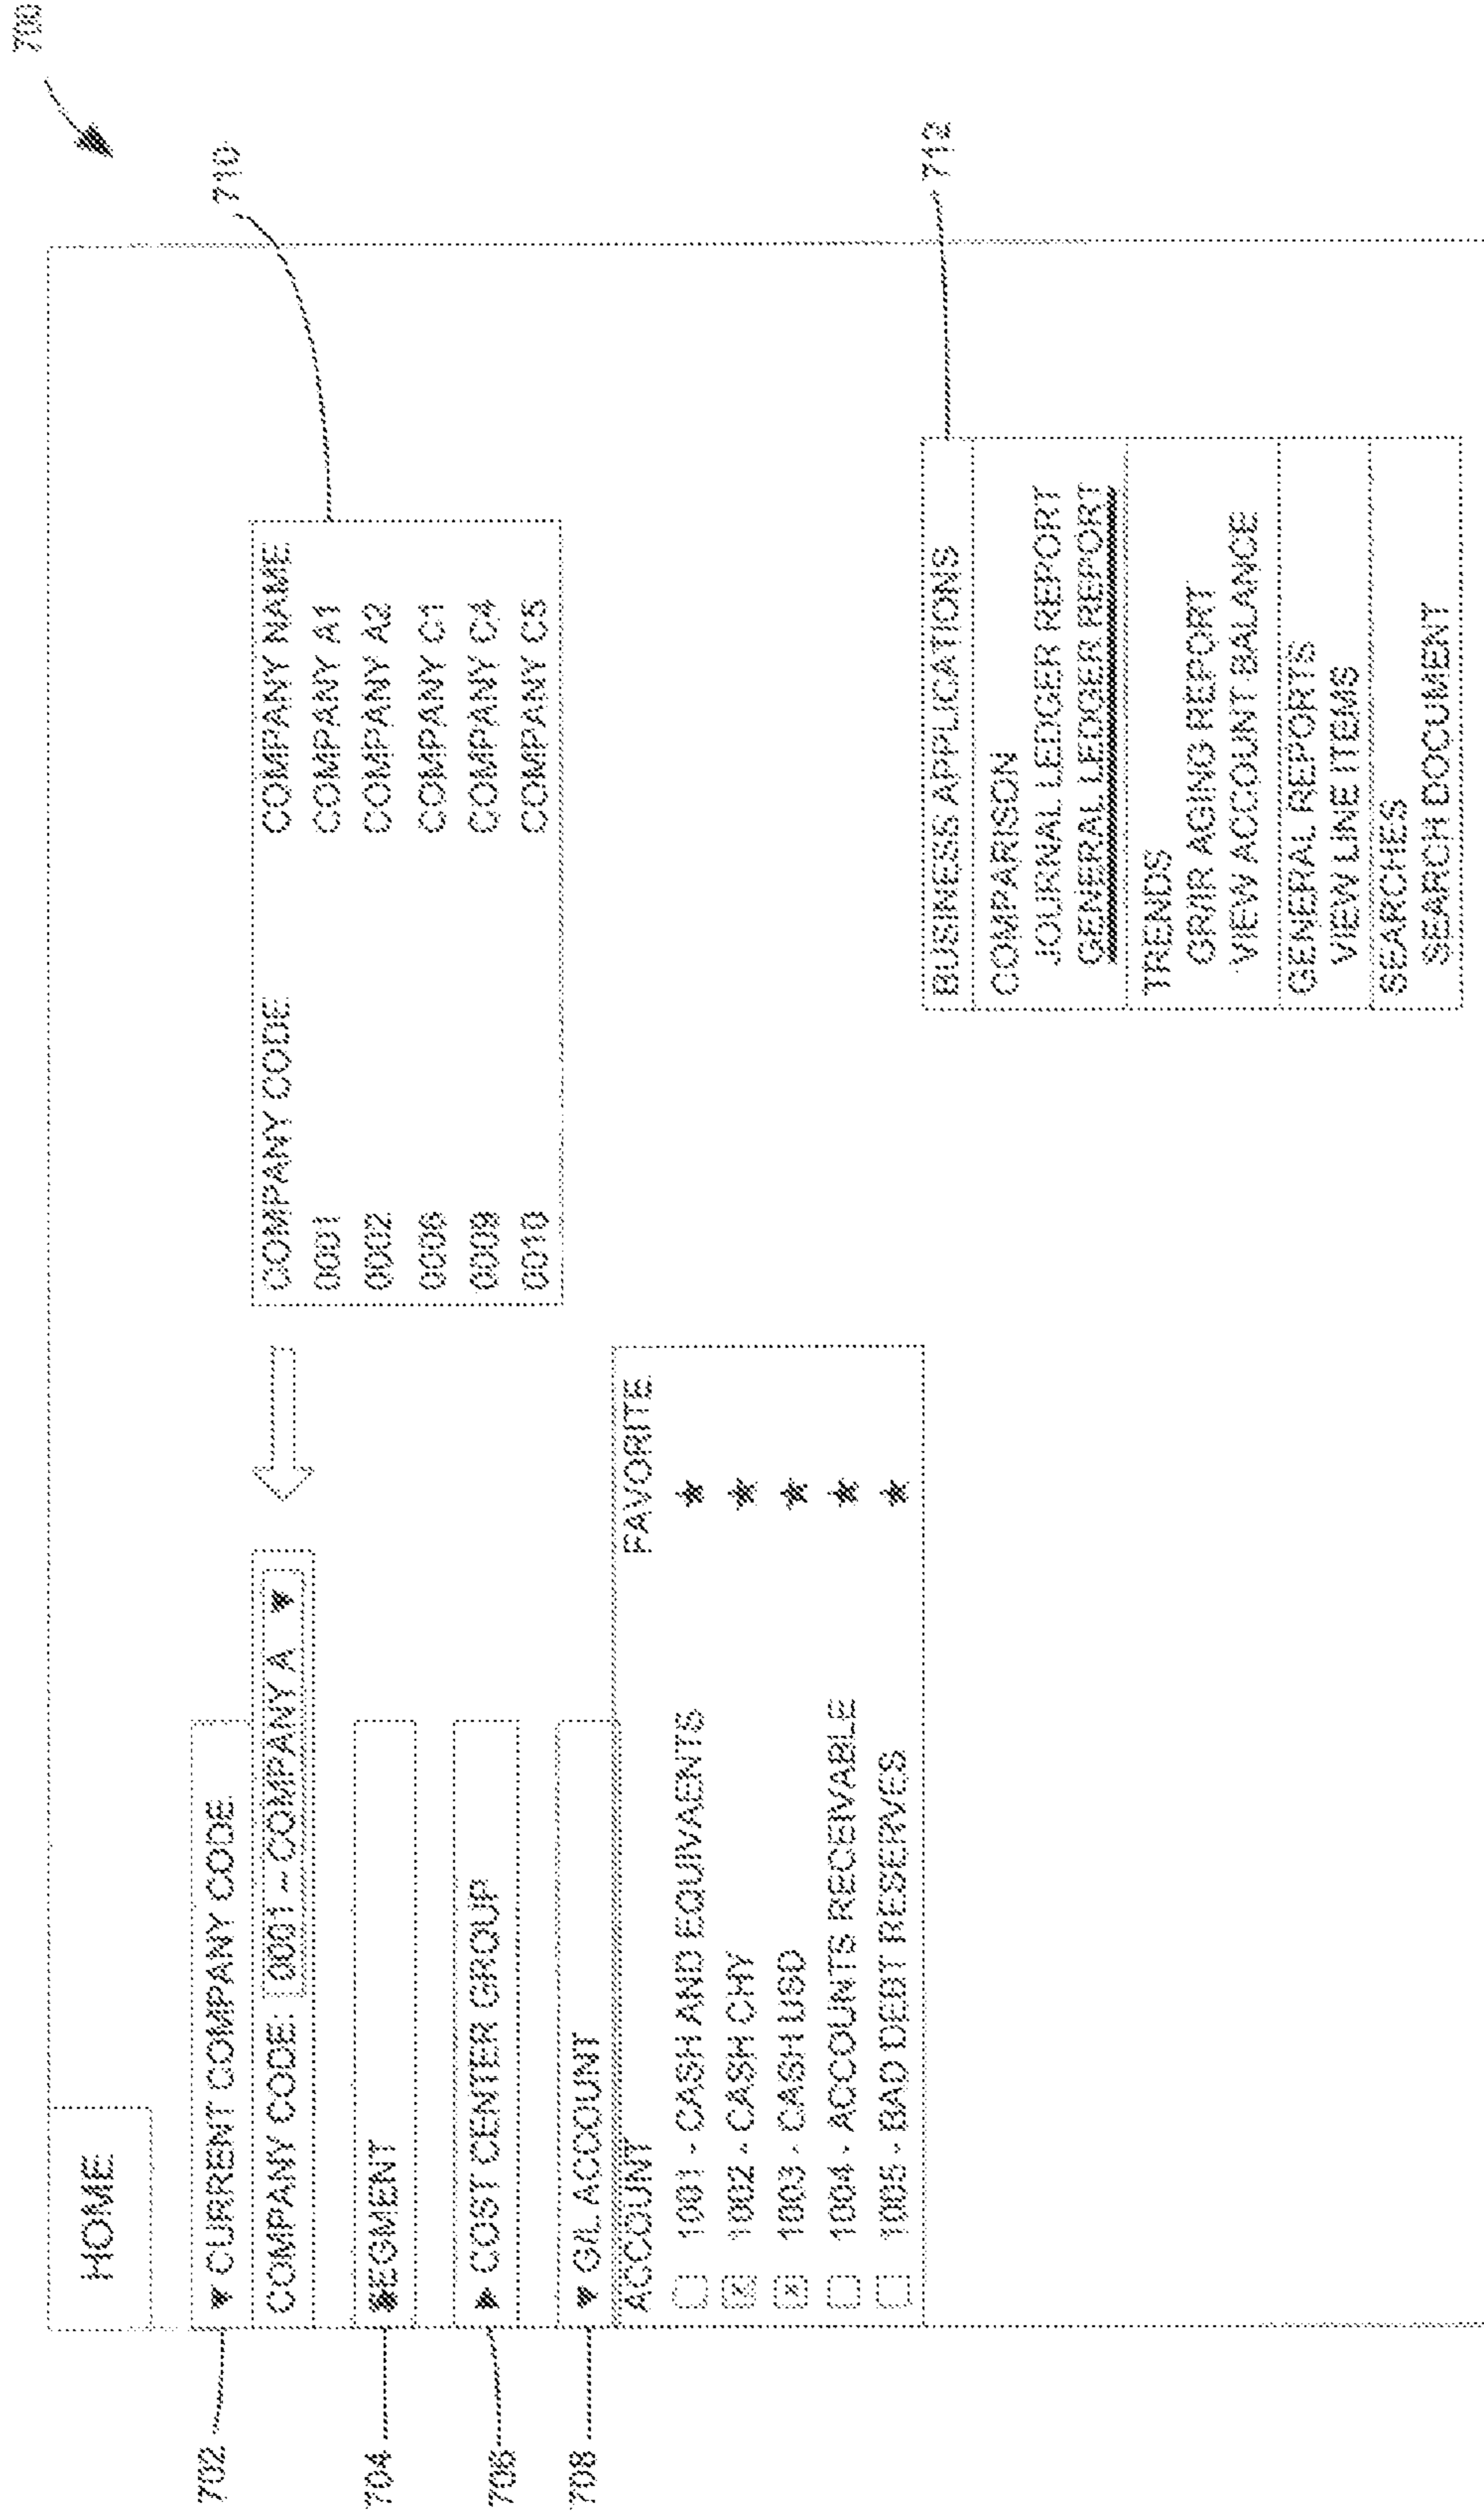 700
HOME
702
▼ CURRENT COMPANY CODE
COMPANY CODE: 0001 – COMPANY A ▼
710
COMPANY CODE COMPANY NAME
0001 COMPANY A1
0002 COMPANY A2
0006 COMPANY C1
0009 COMPANY C4
0010 COMPANY C5
704
SEGMENT
706
▶ COST CENTER GROUP
708
▼ G/L ACCOUNT
ACCOUNT FAVORITE
1001 - CASH AND EQUIVAENTS ★
1002 - CASH CHY ★
1003 - CASH USD ★
1004 - ACCOUNTS RECEIVABLE ★
1005 - BAD DEBT RESERVES ★
712
BUSINESS APPLICATIONS
COMPARISON
JOURNAL LEDGER REPORT
GENERAL LEDGER REPORT
TRENDS
GR/IR AGING REPORT
VIEW ACCOUNT BALANCE
GENERAL REPORTS
VIEW LINE ITEMS
SEARCHES
SEARCH DOCUMENT